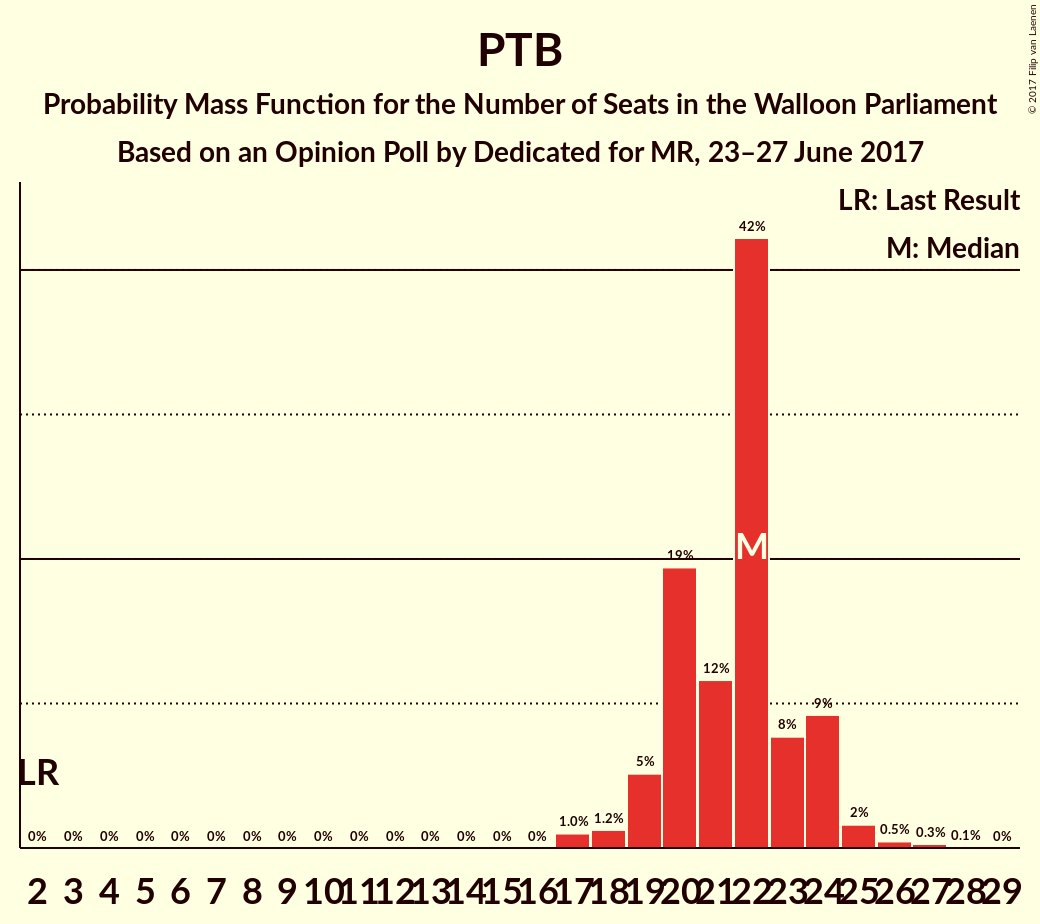 PTB
Probability Mass Function for the Number of Seats in the Walloon Parliament
Based on an Opinion Poll by Dedicated for MR, 23–27 June 2017
© 2017 Filip van Laenen
LR: Last Result
M: Median
42%
19%
M
12%
9%
8%
5%
LR
2%
1.0% 1.2% 0.5% 0.3% 0.1%
0% 0% 0% 0% 0% 0% 0% 0% 0% 0% 0% 0% 0% 0% 0% 0%
2 3 4 5 6 7 8 9 10 11 12 13 14 15 16 17 18 19 20 21 22 23 24 25 26 27 28 29